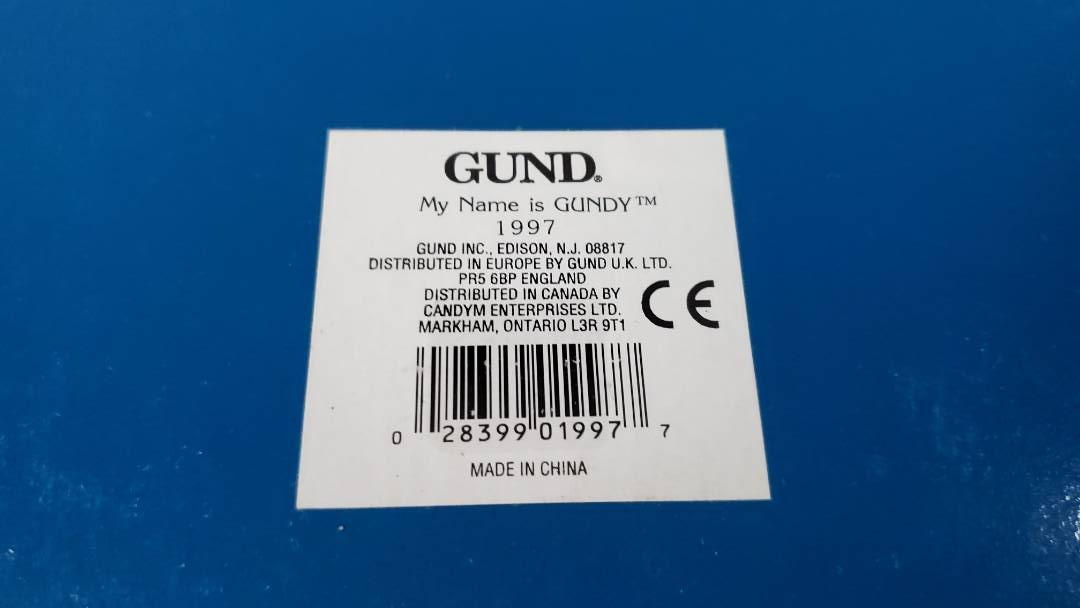 GUND®
My Name is GUNDY™
1997
GUND INC., EDISON, N.J. 08817
DISTRIBUTED IN EUROPE BY GUND U.K. LTD.
PR5 6BP ENGLAND
DISTRIBUTED IN CANADA BY
CANDYM ENTERPRISES LTD.
MARKHAM, ONTARIO L3R 9T1
CE
0 28399 01997 7
MADE IN CHINA